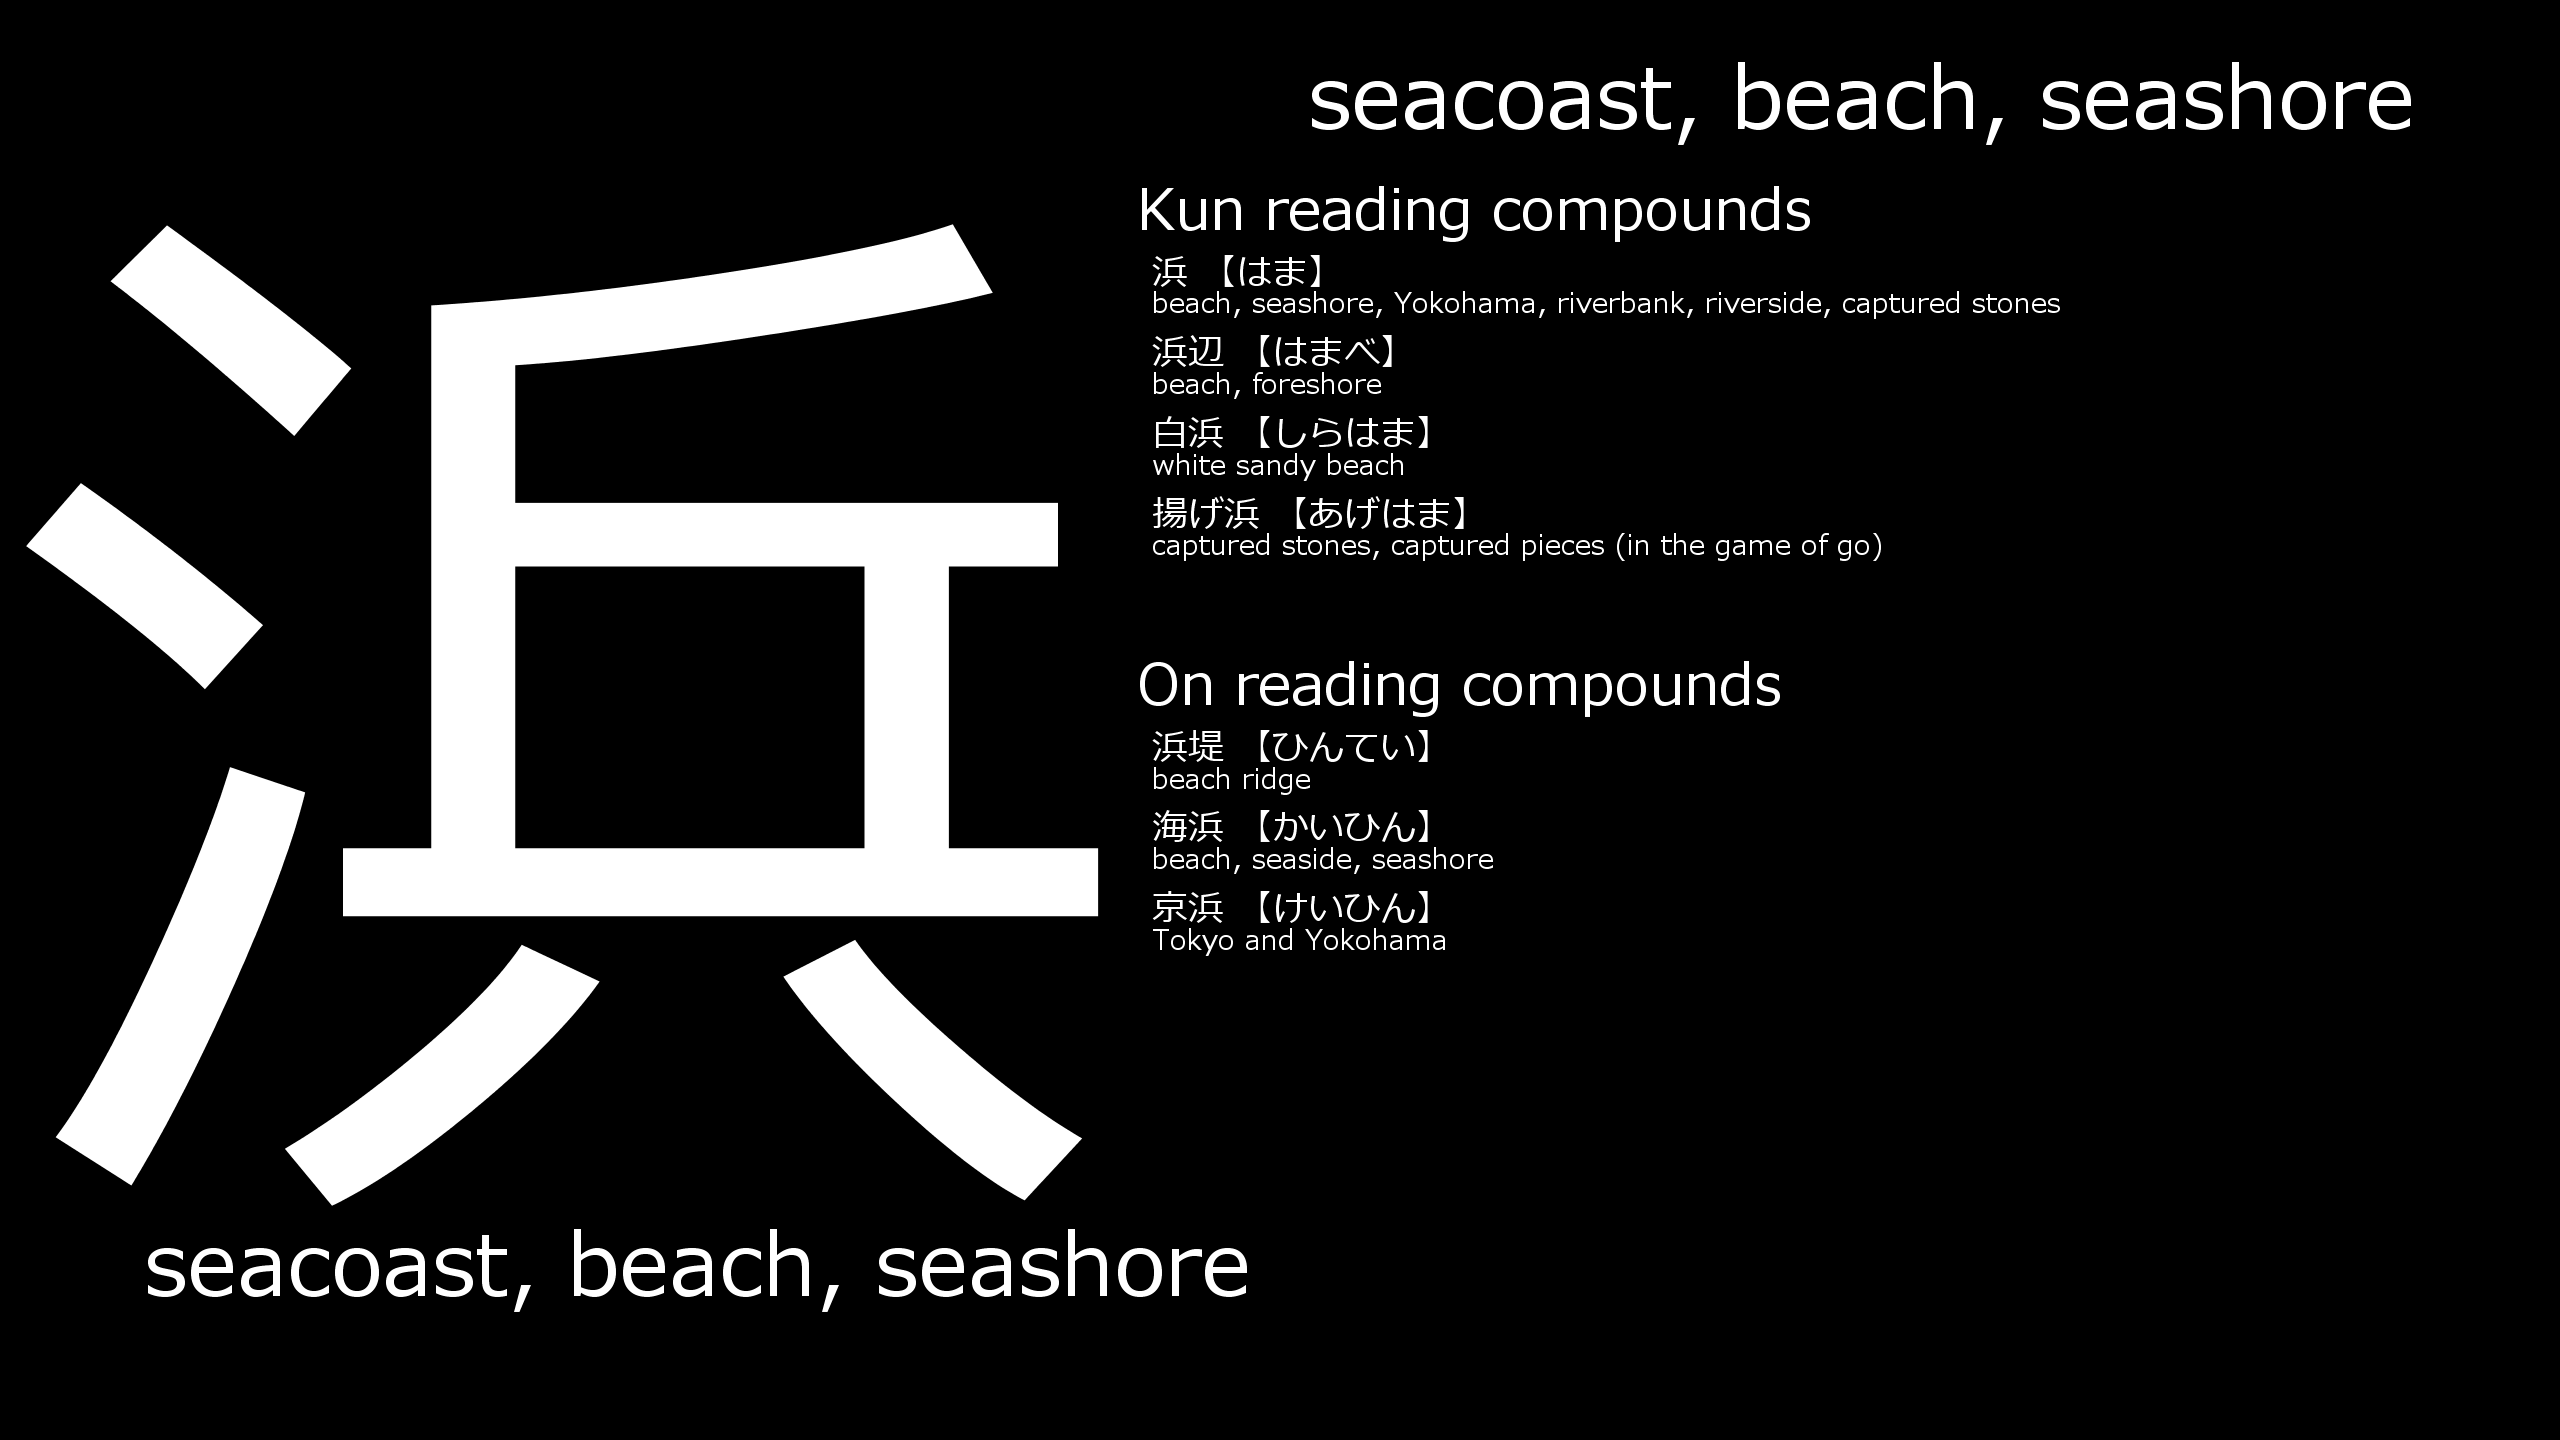 浜
seacoast, beach, seashore
seacoast, beach, seashore
Kun reading compounds
浜 【はま】
beach, seashore, Yokohama, riverbank, riverside, captured stones
浜辺 【はまべ】
beach, foreshore
白浜 【しらはま】
white sandy beach
揚げ浜 【あげはま】
captured stones, captured pieces (in the game of go)
On reading compounds
浜堤 【ひんてい】
beach ridge
海浜 【かいひん】
beach, seaside, seashore
京浜 【けいひん】
Tokyo and Yokohama